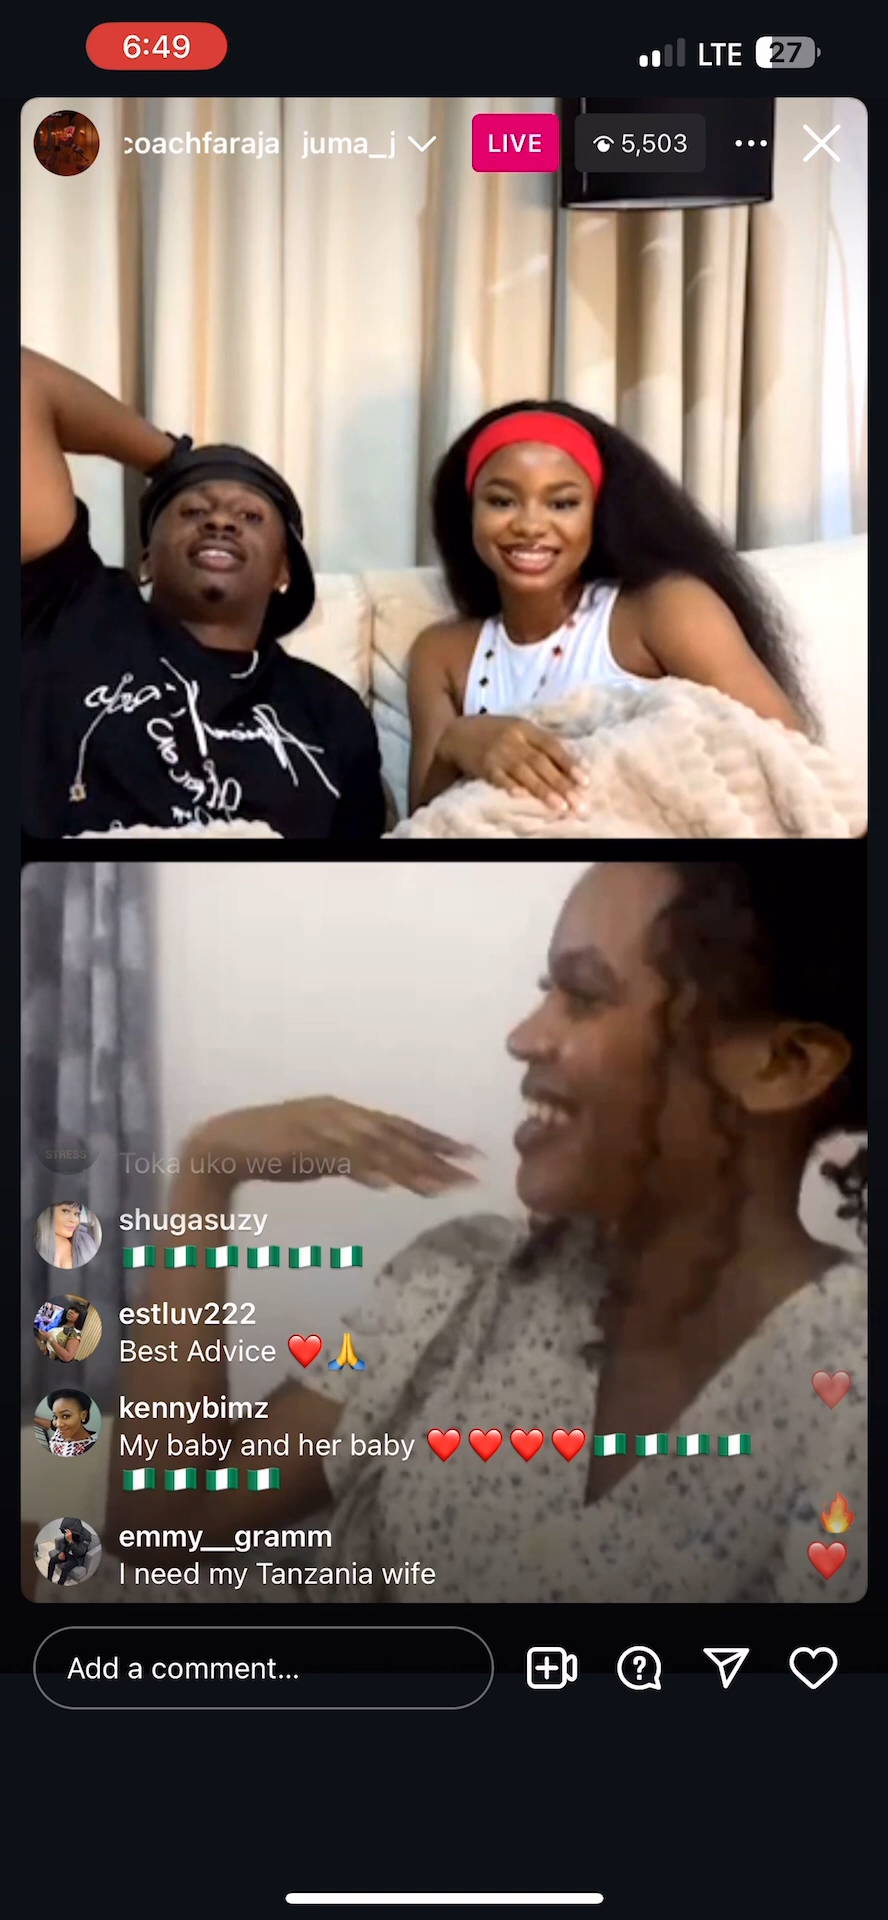 6:49
LTE 27
coachfaraja juma_j
LIVE
5,503
STRESS
Toka uko we ibwa
shugasuzy
🇳🇬 🇳🇬 🇳🇬 🇳🇬 🇳🇬 🇳🇬
estluv222
Best Advice ❤️🙏
kennybimz
My baby and her baby ❤️❤️❤️❤️🇳🇬 🇳🇬 🇳🇬 🇳🇬
🇳🇬 🇳🇬 🇳🇬 🇳🇬
emmy__gramm
I need my Tanzania wife
Add a comment...